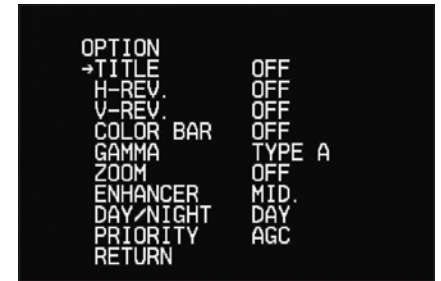 OPTION
→TITLE OFF
H-REV. OFF
V-REV. OFF
COLOR BAR OFF
GAMMA TYPE A
ZOOM OFF
ENHANCER MID.
DAY/NIGHT DAY
PRIORITY AGC
RETURN